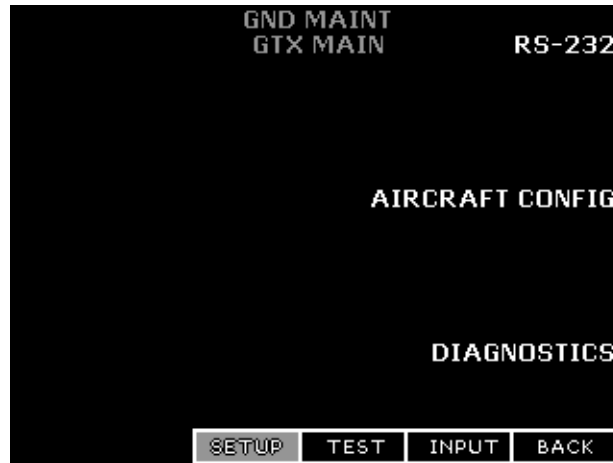 GND MAINT
GTX MAIN RS-232
AIRCRAFT CONFIG
DIAGNOSTICS
SETUP TEST INPUT BACK